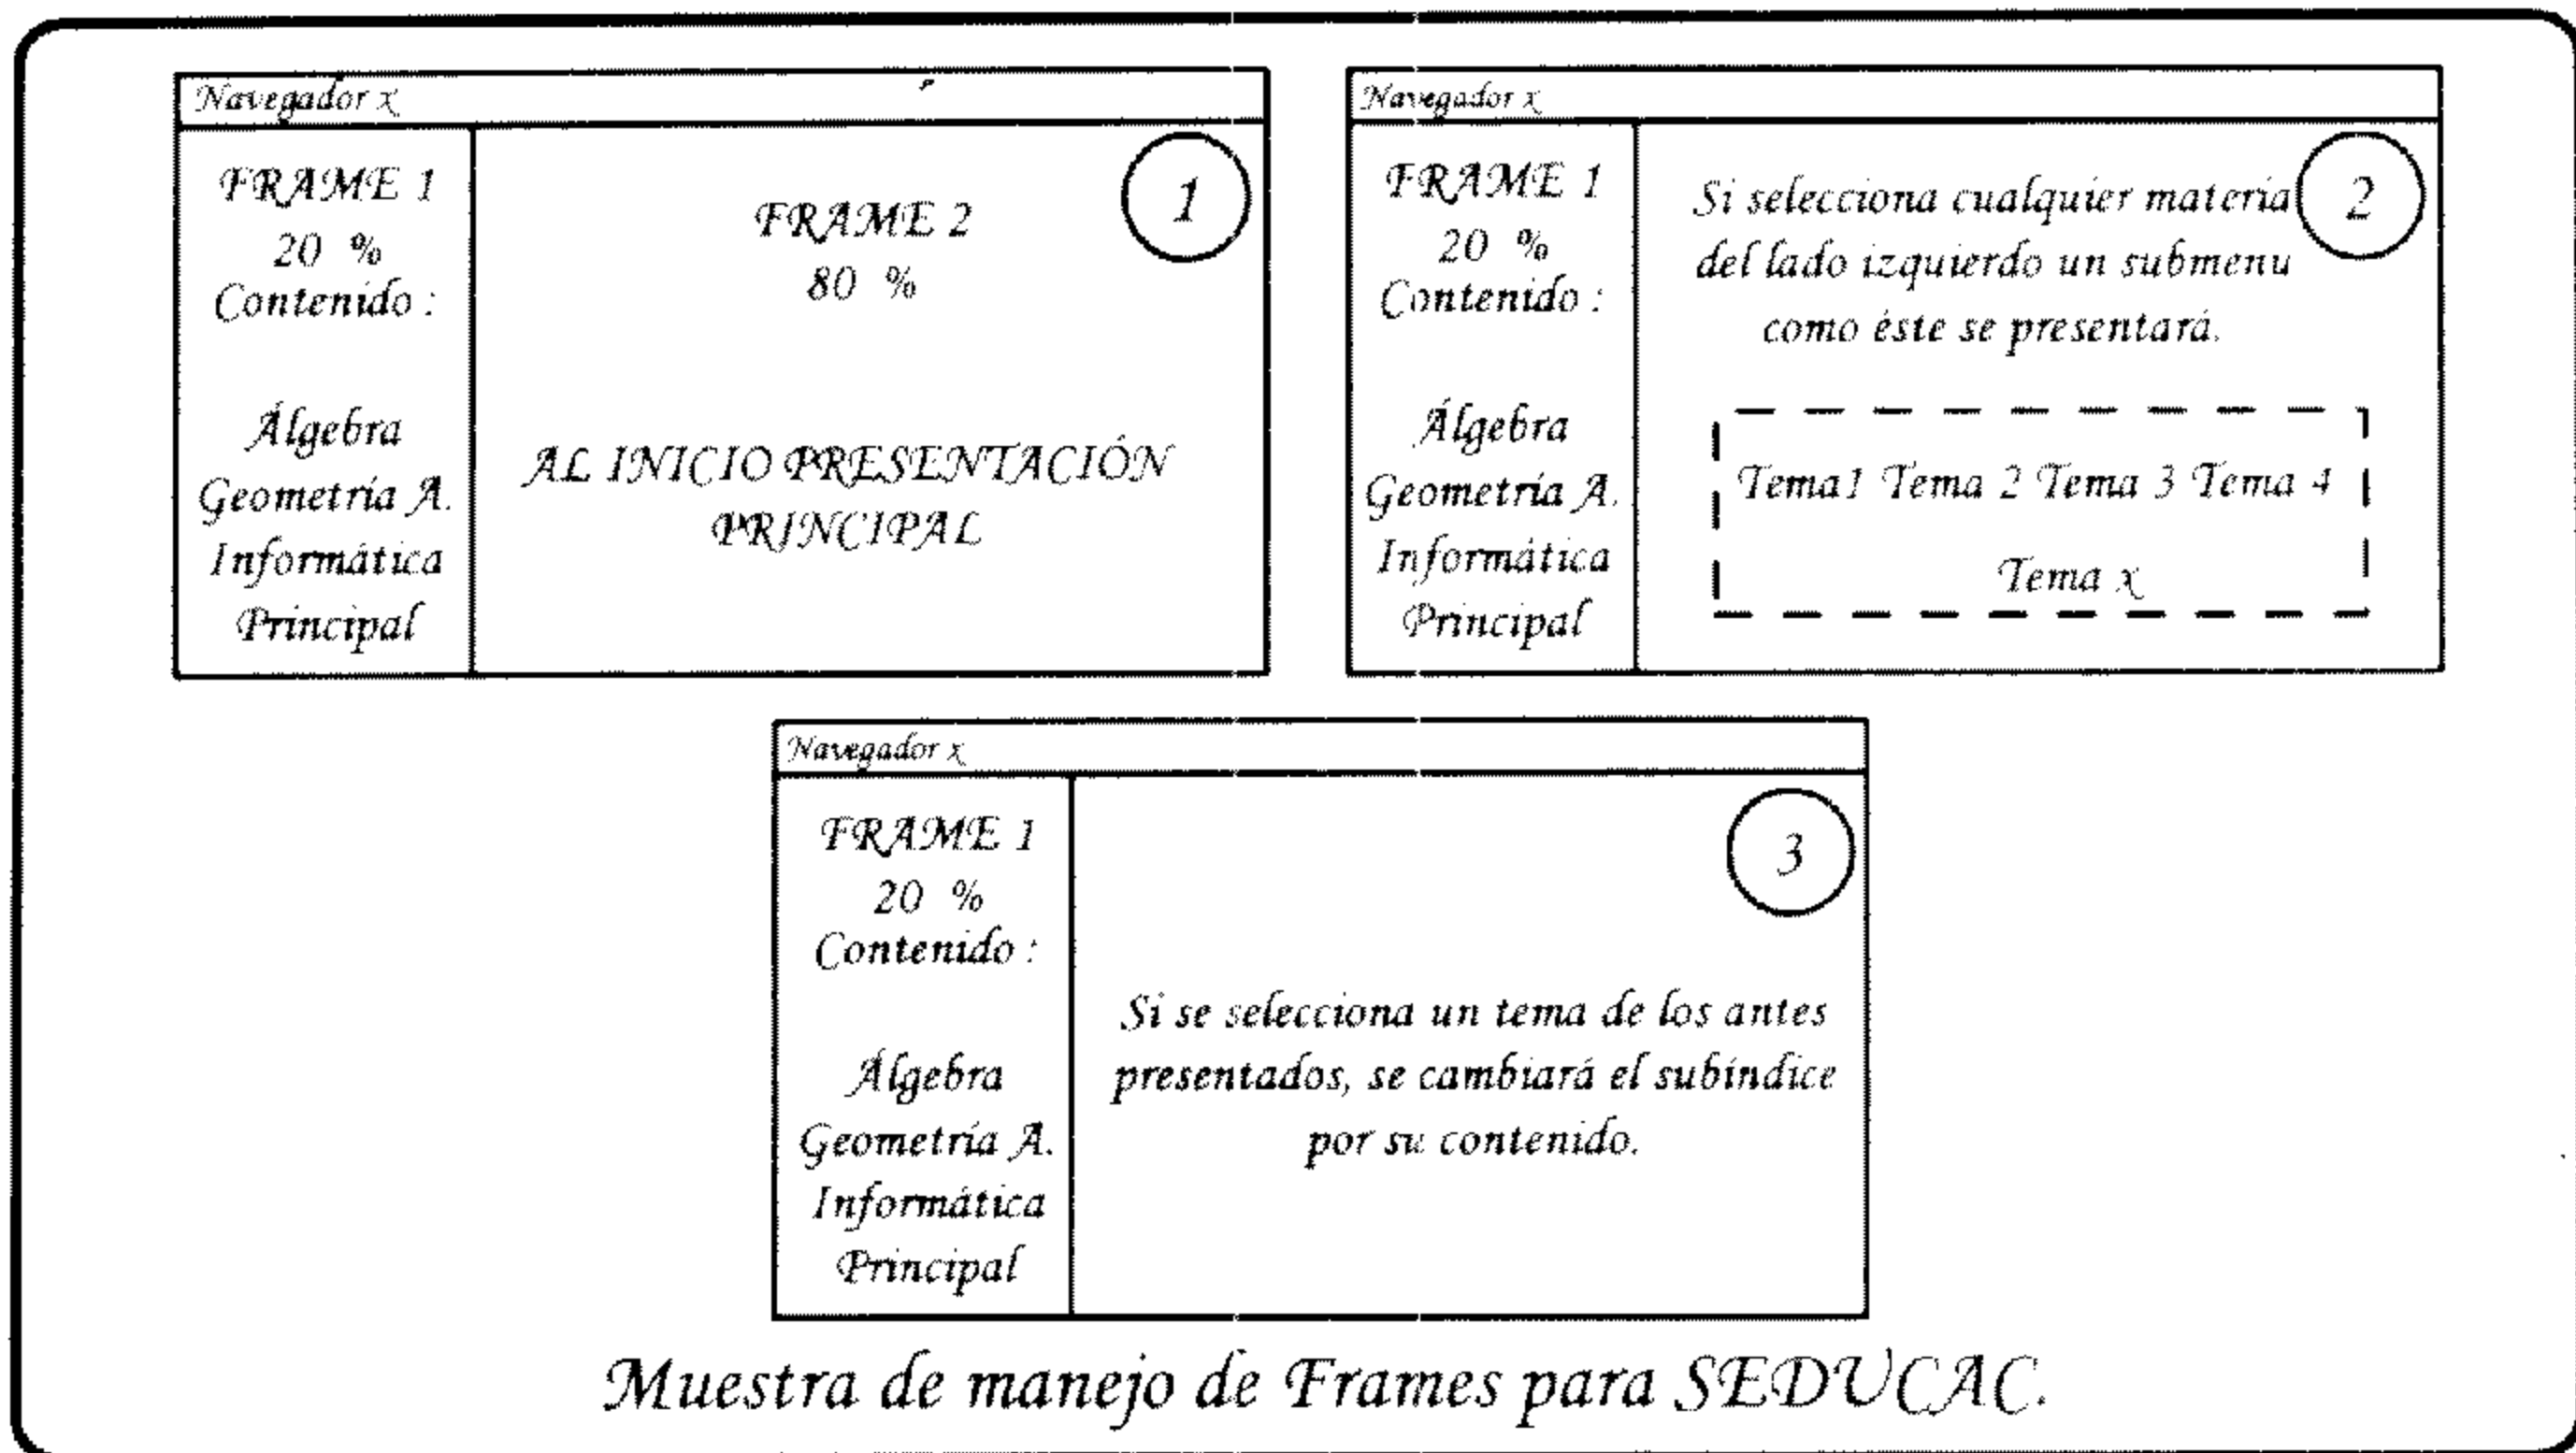 Navegador x
FRAME 1
20 %
Contenido :
Álgebra
Geometría A.
Informática
Principal
1
FRAME 2
80 %
AL INICIO PRESENTACIÓN
PRINCIPAL
Navegador x
FRAME 1
20 %
Contenido :
Álgebra
Geometría A.
Informática
Principal
2
Si selecciona cualquier materia
del lado izquierdo un submenu
como éste se presentará.
Tema1 Tema 2 Tema 3 Tema 4
Tema x
Navegador x
FRAME 1
20 %
Contenido :
Álgebra
Geometría A.
Informática
Principal
3
Si se selecciona un tema de los antes
presentados, se cambiará el subíndice
por su contenido.
Muestra de manejo de Frames para SEDUCAC.